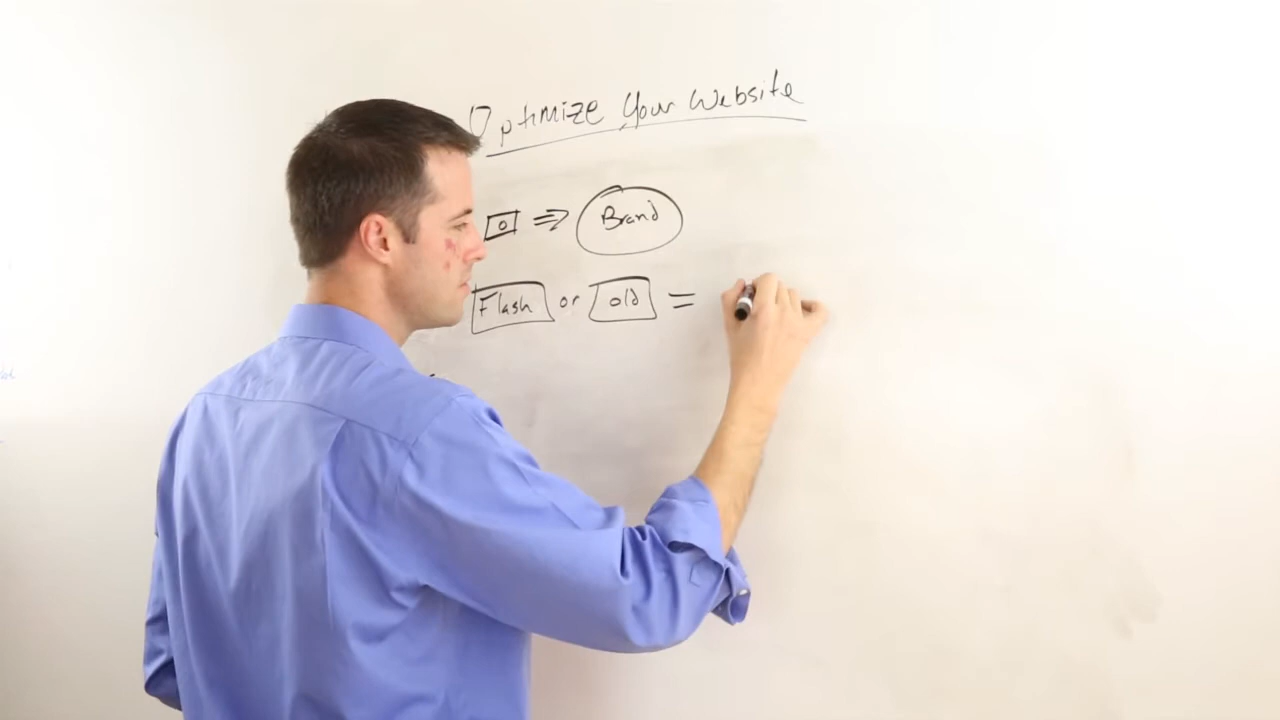 Optimize Your Website
o ⇒ Brand
Flash or old =